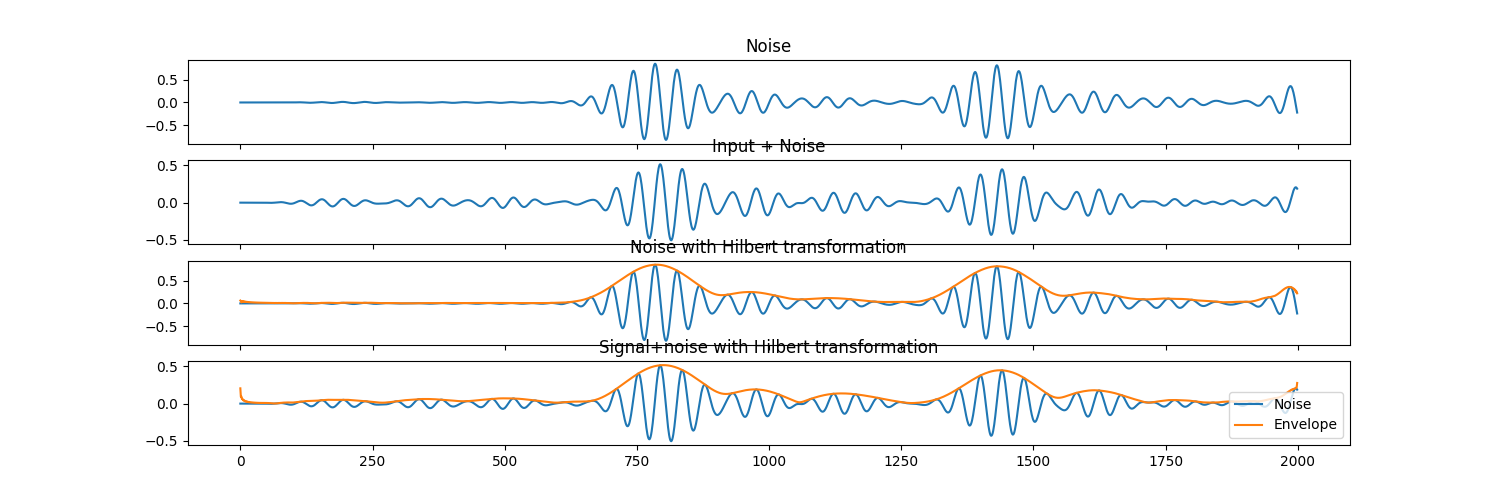 Noise
0.5
0.0
−0.5
Input + Noise
0.5
0.0
−0.5
Noise with Hilbert transformation
0.5
0.0
−0.5
Signal+noise with Hilbert transformation
0.5
0.0
−0.5
Noise
Envelope
0 250 500 750 1000 1250 1500 1750 2000